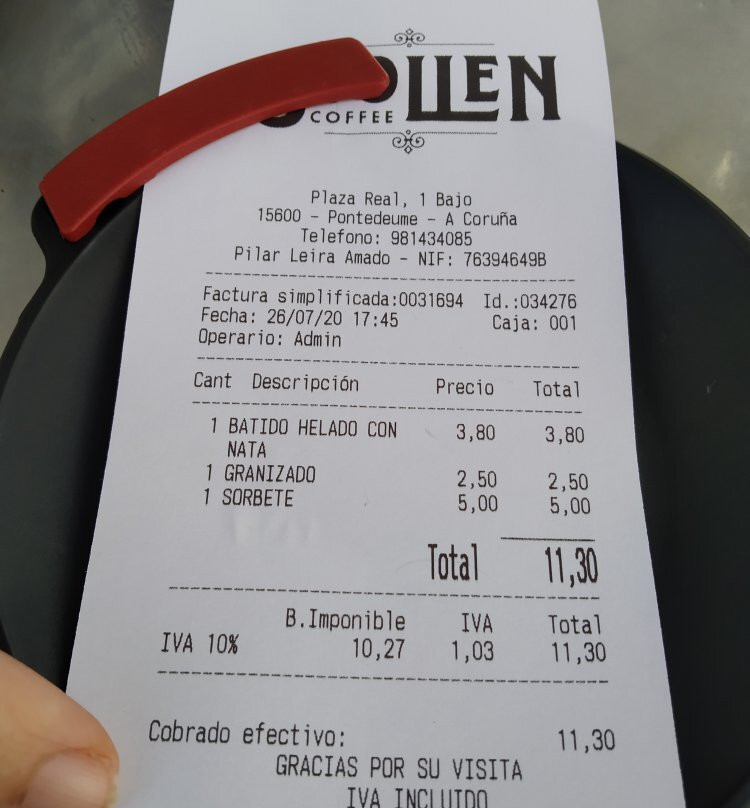 COFFEE
Plaza Real, 1 Bajo
15600 - Pontedeume - A Coruña
Telefono: 981434085
Pilar Leira Amado - NIF: 76394649B
Factura simplificada:0031694 Id.:034276
Fecha: 26/07/20 17:45 Caja: 001
Operario: Admin
Cant Descripción Precio Total
1 BATIDO HELADO CON 3,80 3,80
NATA
1 GRANIZADO 2,50 2,50
1 SORBETE 5,00 5,00
Total 11,30
B.Imponible IVA Total
IVA 10% 10,27 1,03 11,30
Cobrado efectivo: 11,30
GRACIAS POR SU VISITA
IVA INCLUIDO